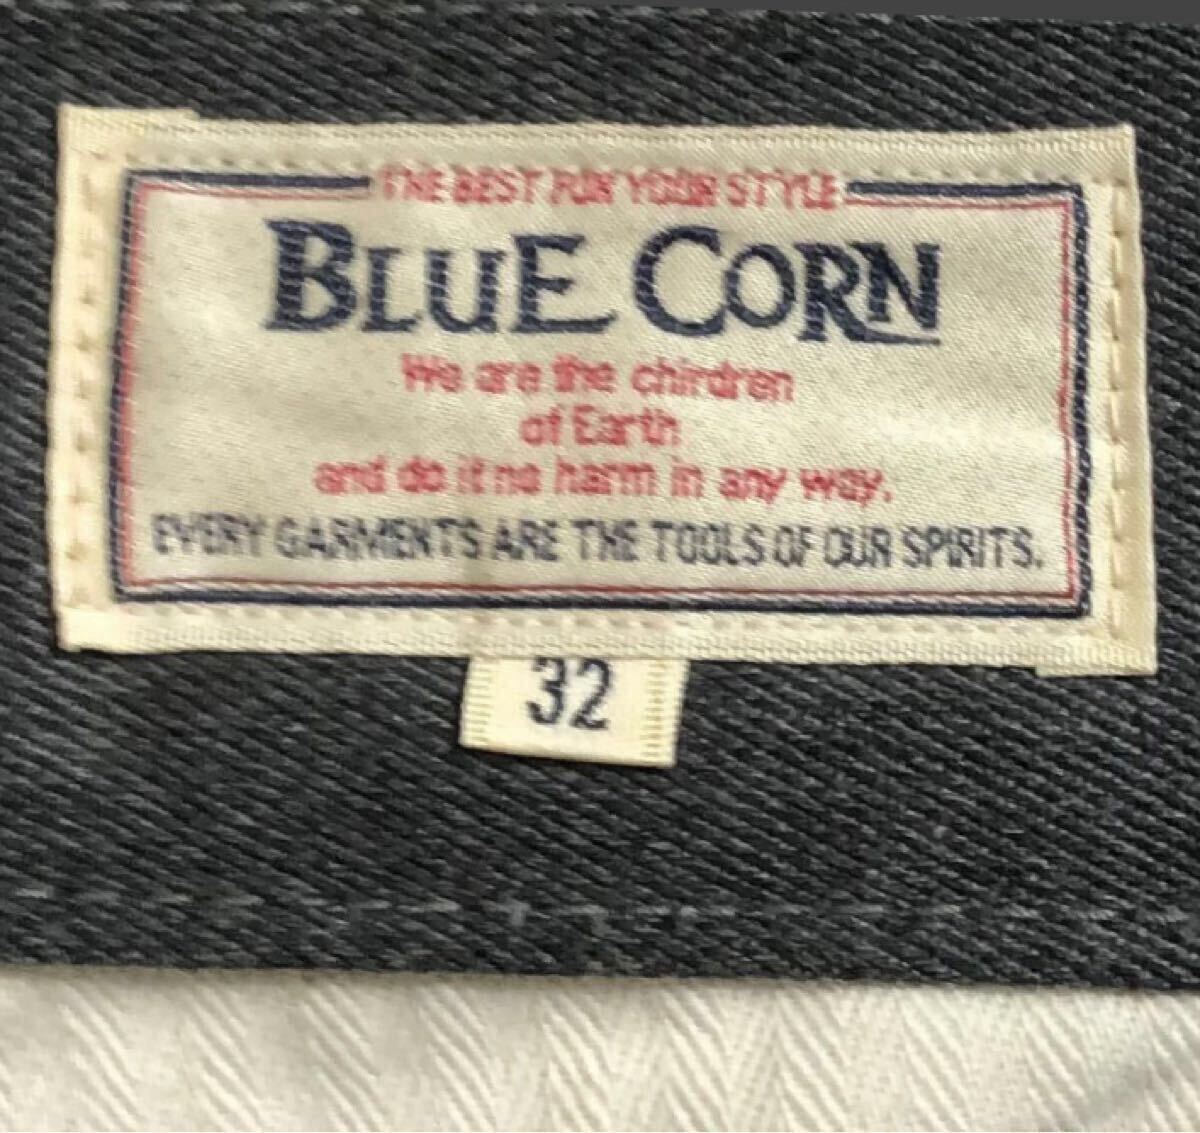 THE BEST FOR YOUR STYLE
BLUE CORN
We are the chirdren
of Earth
and do it no harm in any way.
EVERY GARMENTS ARE THE TOOLS OF OUR SPIRITS.
32